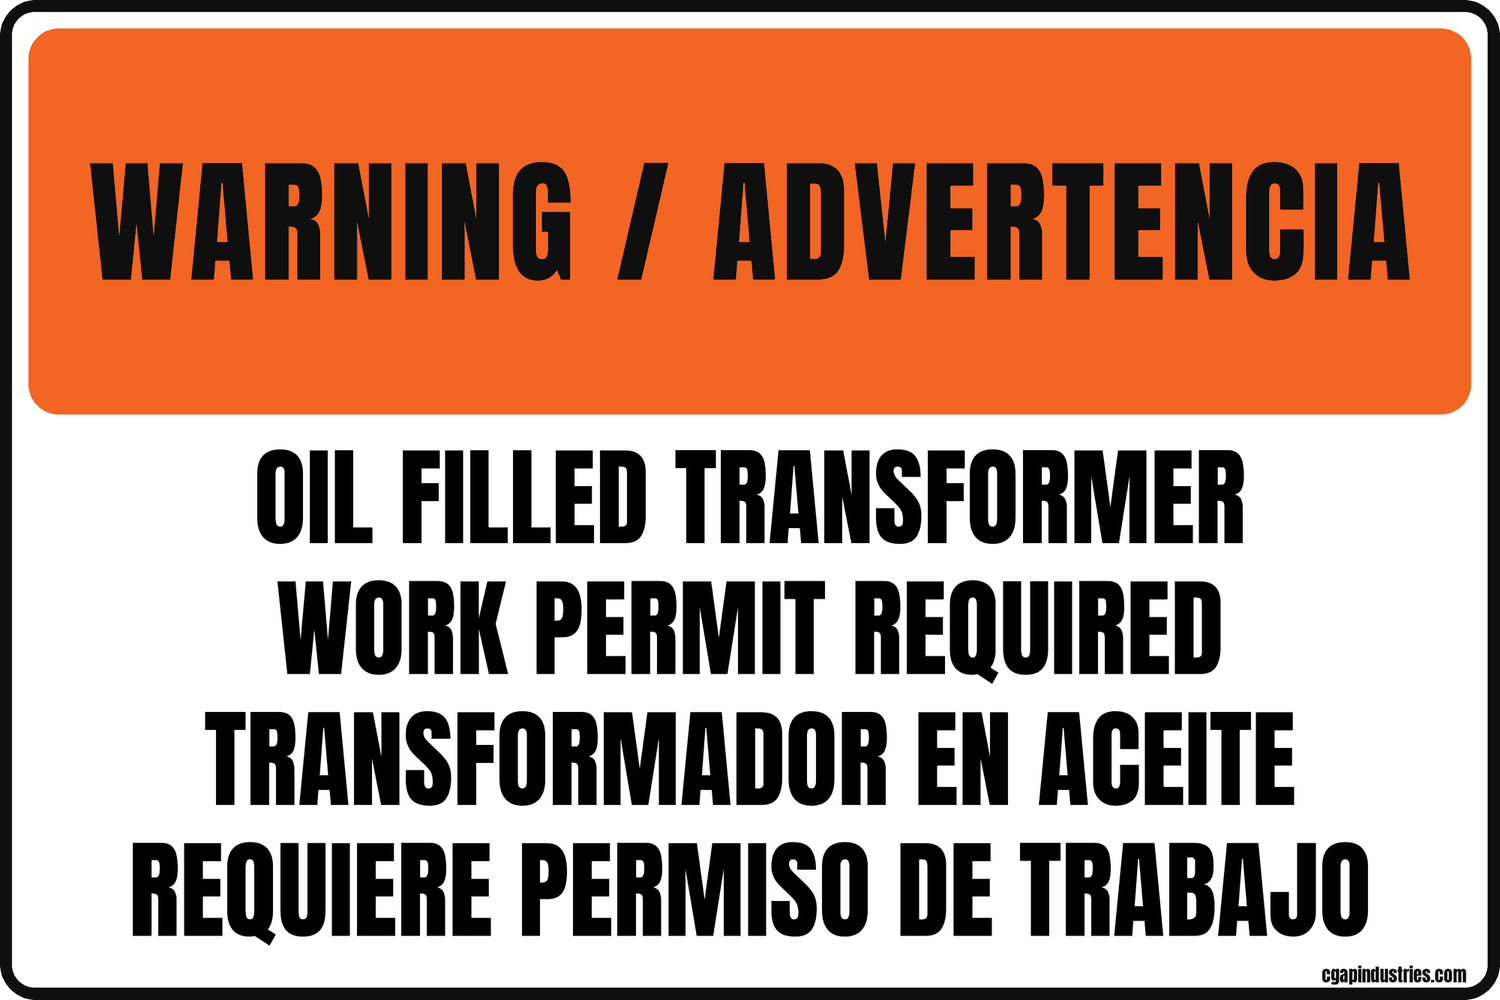 WARNING / ADVERTENCIA
OIL FILLED TRANSFORMER
WORK PERMIT REQUIRED
TRANSFORMADOR EN ACEITE
REQUIERE PERMISO DE TRABAJO
cgapindustries.com